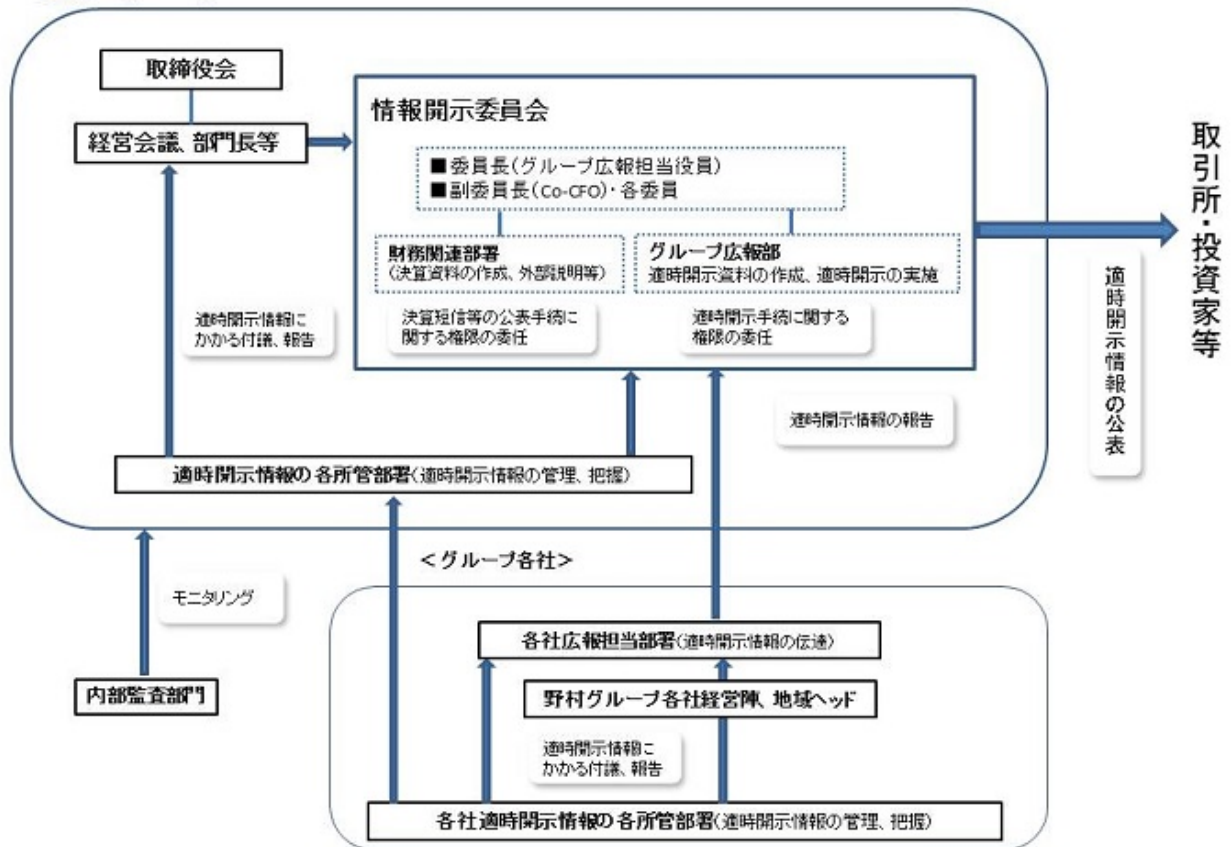 取締役会
経営会議、部門長等
情報開示委員会
■委員長(グループ広報担当役員)
■副委員長(Co-CFO)・各委員
財務関連部署
(決算資料の作成、外部説明等)
グループ広報部
適時開示資料の作成、適時開示の実施
決算短信等の公表手続に
関する権限の委任
適時開示手続に関する
権限の委任
適時開示情報に
かかる付議、報告
適時開示情報の報告
適時開示情報の各所管部署(適時開示情報の管理、把握)
取引所・投資家等
適時開示情報の公表
モニタリング
内部監査部門
<グループ各社>
各社広報担当部署(適時開示情報の伝達)
野村グループ各社経営陣、地域ヘッド
適時開示情報に
かかる付議、報告
各社適時開示情報の各所管部署(適時開示情報の管理、把握)